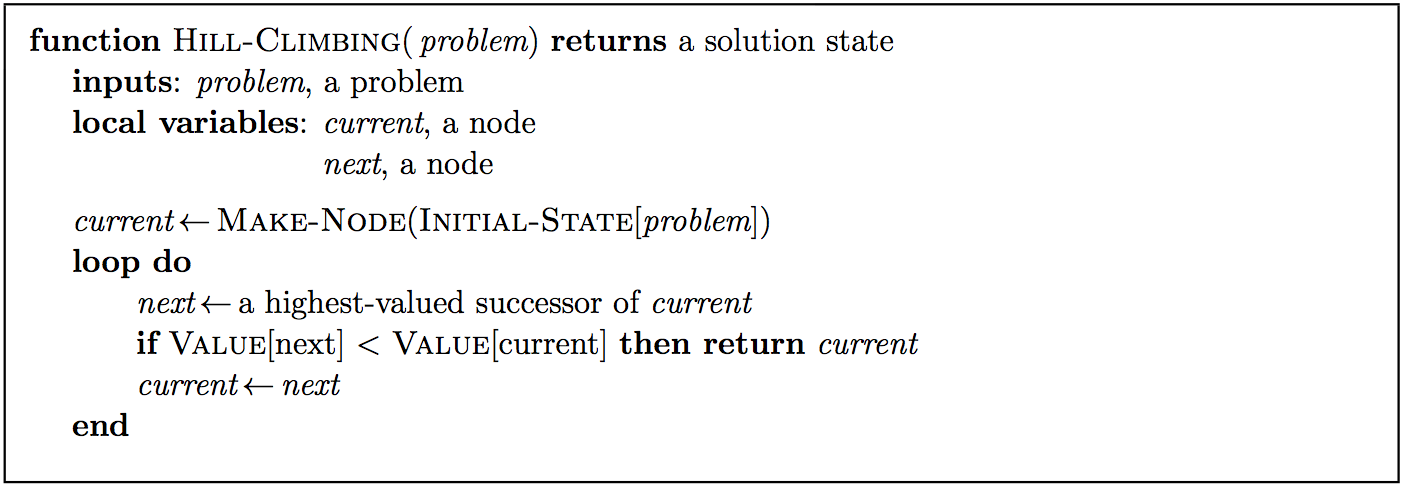 function HILL-CLIMBING( problem) returns a solution state
inputs: problem, a problem
local variables: current, a node
next, a node
current ← MAKE-NODE(INITIAL-STATE[problem])
loop do
next ← a highest-valued successor of current
if VALUE[next] < VALUE[current] then return current
current ← next
end